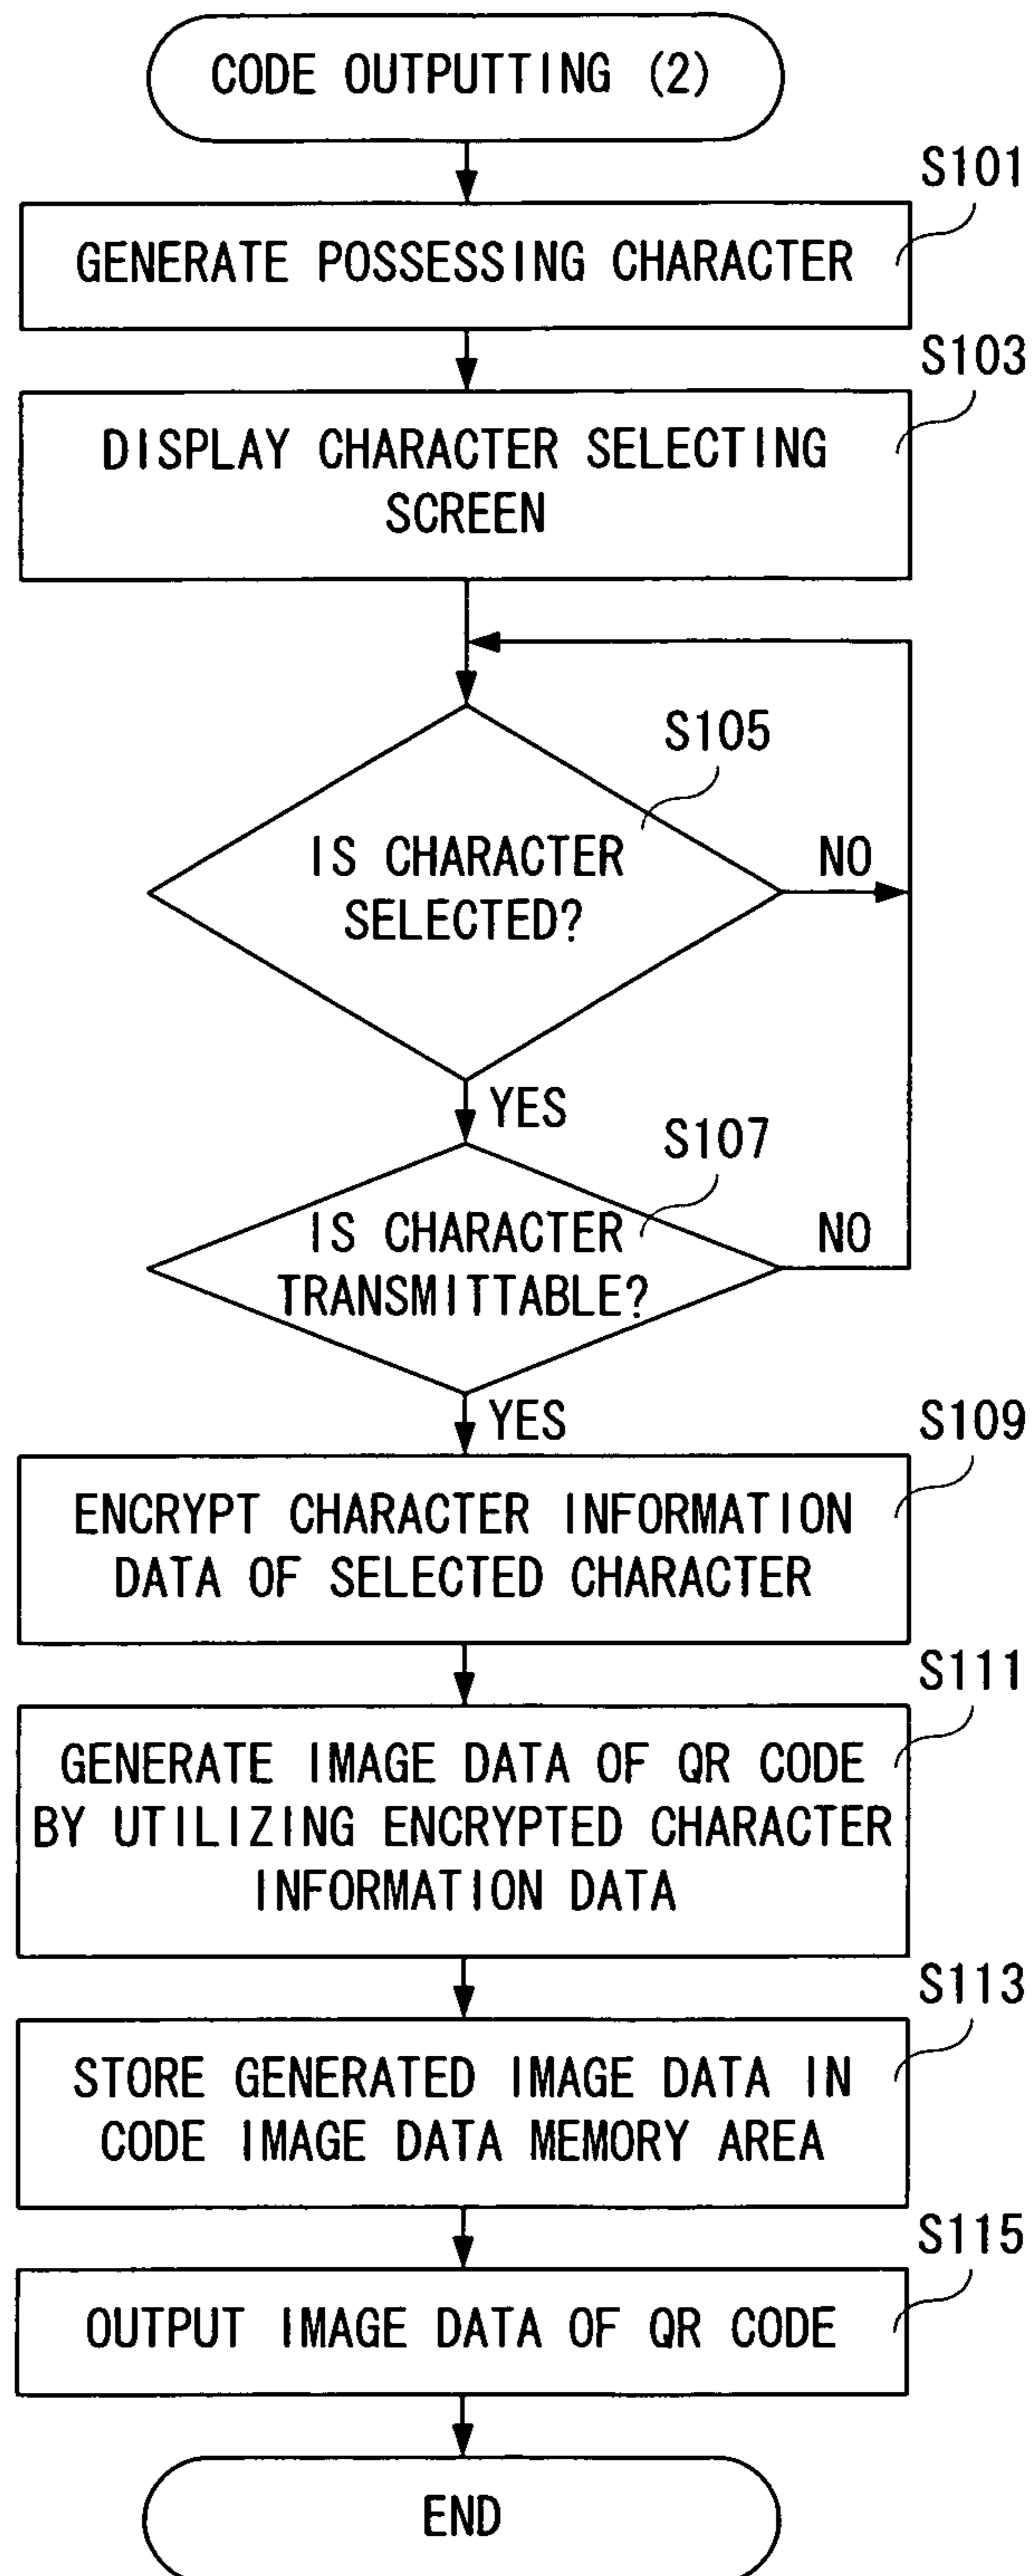 CODE OUTPUTTING (2)
S101
GENERATE POSSESSING CHARACTER
S103
DISPLAY CHARACTER SELECTING
SCREEN
S105
IS CHARACTER
SELECTED?
NO
YES
S107
IS CHARACTER
TRANSMITTABLE?
NO
YES
S109
ENCRYPT CHARACTER INFORMATION
DATA OF SELECTED CHARACTER
S111
GENERATE IMAGE DATA OF QR CODE
BY UTILIZING ENCRYPTED CHARACTER
INFORMATION DATA
S113
STORE GENERATED IMAGE DATA IN
CODE IMAGE DATA MEMORY AREA
S115
OUTPUT IMAGE DATA OF QR CODE
END